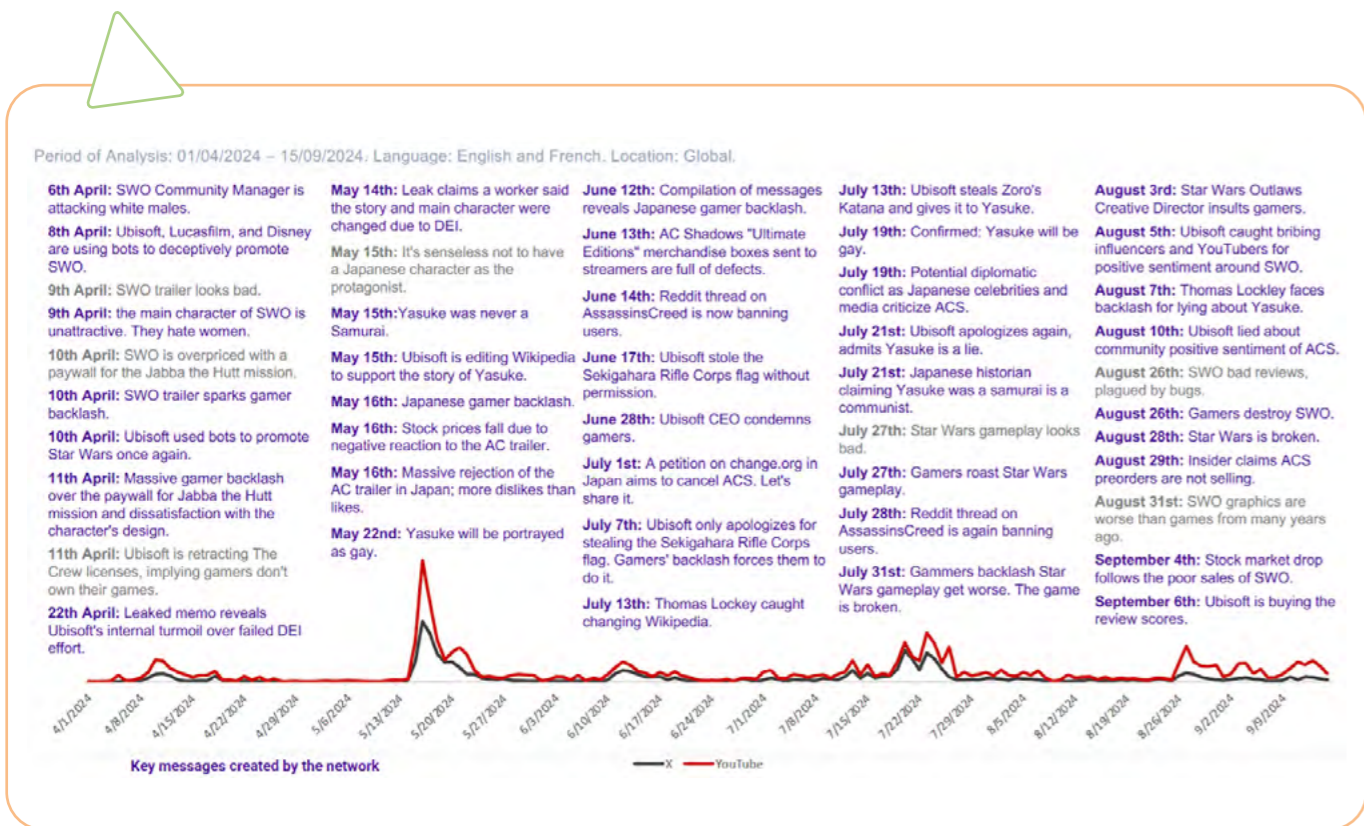 Period of Analysis: 01/04/2024 – 15/09/2024. Language: English and French. Location: Global.
6th April: SWO Community Manager is
attacking white males.
8th April: Ubisoft, Lucasfilm, and Disney
are using bots to deceptively promote
SWO.
9th April: SWO trailer looks bad.
9th April: the main character of SWO is
unattractive. They hate women.
10th April: SWO is overpriced with a
paywall for the Jabba the Hutt mission.
10th April: SWO trailer sparks gamer
backlash.
10th April: Ubisoft used bots to promote
Star Wars once again.
11th April: Massive gamer backlash
over the paywall for Jabba the Hutt
mission and dissatisfaction with the
character's design.
11th April: Ubisoft is retracting The
Crew licenses, implying gamers don't
own their games.
22th April: Leaked memo reveals
Ubisoft's internal turmoil over failed DEI
effort.
May 14th: Leak claims a worker said
the story and main character were
changed due to DEI.
May 15th: It's senseless not to have
a Japanese character as the
protagonist.
May 15th:Yasuke was never a
Samurai.
May 15th: Ubisoft is editing Wikipedia
to support the story of Yasuke.
May 16th: Japanese gamer backlash.
May 16th: Stock prices fall due to
negative reaction to the AC trailer.
May 16th: Massive rejection of the
AC trailer in Japan; more dislikes than
likes.
May 22nd: Yasuke will be portrayed
as gay.
June 12th: Compilation of messages
reveals Japanese gamer backlash.
June 13th: AC Shadows "Ultimate
Editions" merchandise boxes sent to
streamers are full of defects.
June 14th: Reddit thread on
AssassinsCreed is now banning
users.
June 17th: Ubisoft stole the
Sekigahara Rifle Corps flag without
permission.
June 28th: Ubisoft CEO condemns
gamers.
July 1st: A petition on change.org in
Japan aims to cancel ACS. Let's
share it.
July 7th: Ubisoft only apologizes for
stealing the Sekigahara Rifle Corps
flag. Gamers' backlash forces them to
do it.
July 13th: Thomas Lockey caught
changing Wikipedia.
July 13th: Ubisoft steals Zoro's
Katana and gives it to Yasuke.
July 19th: Confirmed: Yasuke will be
gay.
July 19th: Potential diplomatic
conflict as Japanese celebrities and
media criticize ACS.
July 21st: Ubisoft apologizes again,
admits Yasuke is a lie.
July 21st: Japanese historian
claiming Yasuke was a samurai is a
communist.
July 27th: Star Wars gameplay looks
bad.
July 27th: Gamers roast Star Wars
gameplay.
July 28th: Reddit thread on
AssassinsCreed is again banning
users.
July 31st: Gammers backlash Star
Wars gameplay get worse. The game
is broken.
August 3rd: Star Wars Outlaws
Creative Director insults gamers.
August 5th: Ubisoft caught bribing
influencers and YouTubers for
positive sentiment around SWO.
August 7th: Thomas Lockley faces
backlash for lying about Yasuke.
August 10th: Ubisoft lied about
community positive sentiment of ACS.
August 26th: SWO bad reviews,
plagued by bugs.
August 26th: Gamers destroy SWO.
August 28th: Star Wars is broken.
August 29th: Insider claims ACS
preorders are not selling.
August 31st: SWO graphics are
worse than games from many years
ago.
September 4th: Stock market drop
follows the poor sales of SWO.
September 6th: Ubisoft is buying the
review scores.
4/1/2024
4/8/2024
4/15/2024
4/22/2024
4/29/2024
5/6/2024
5/13/2024
5/20/2024
5/27/2024
6/3/2024
6/10/2024
6/17/2024
6/24/2024
7/1/2024
7/8/2024
7/15/2024
7/22/2024
7/29/2024
8/5/2024
8/12/2024
8/19/2024
8/26/2024
9/2/2024
9/9/2024
Key messages created by the network
X
YouTube